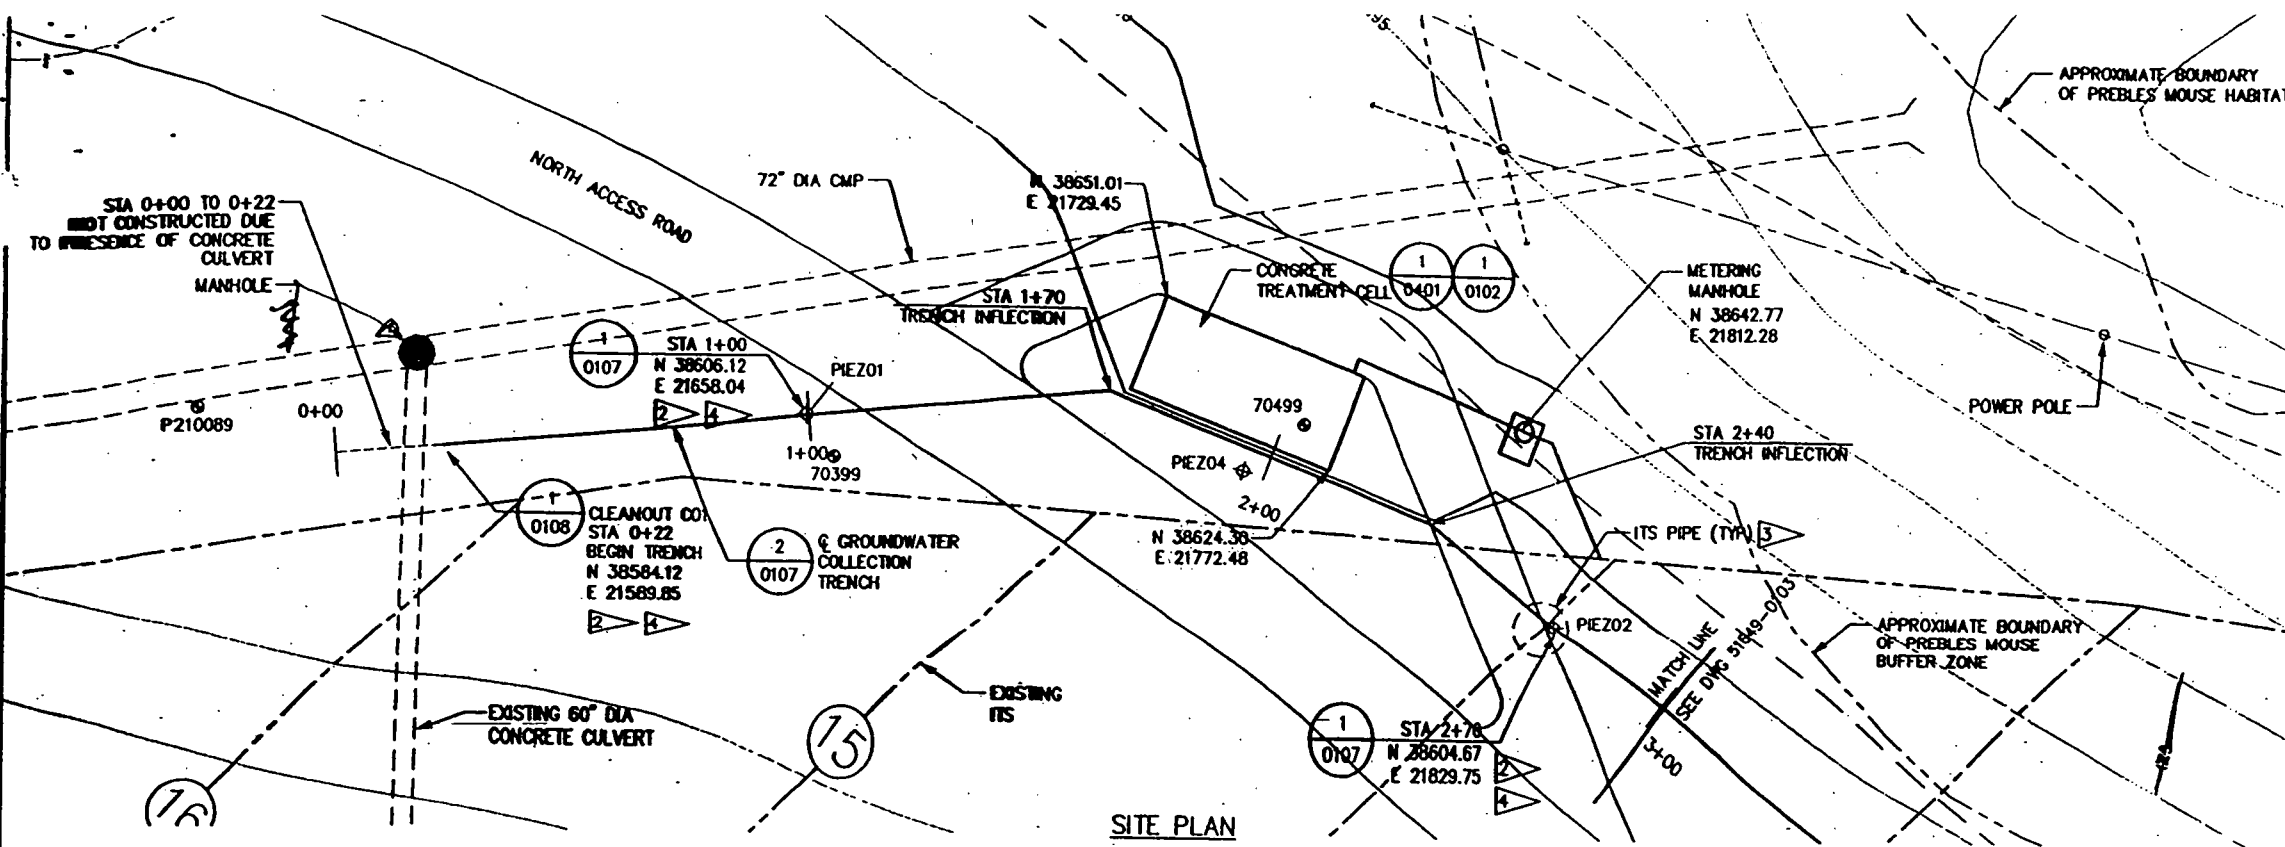 APPROXIMATE BOUNDARY
OF PREBLES MOUSE HABITAT
NORTH ACCESS ROAD
72" DIA CMP
N 38651.01
E 21729.45
STA 0+00 TO 0+22
NOT CONSTRUCTED DUE
TO PRESENCE OF CONCRETE
CULVERT
MANHOLE
STA 1+70
TRENCH INFLECTION
CONCRETE
TREATMENT CELL
1
0401
1
0102
METERING
MANHOLE
N 38642.77
E 21812.28
1
0107
STA 1+00
N 38606.12
E 21658.04
2
4
PIEZ01
P210089
0+00
1+00
70399
70499
PIEZ04
2+00
POWER POLE
STA 2+40
TRENCH INFLECTION
1
0108
CLEANOUT
STA 0+22
BEGIN TRENCH
N 38584.12
E 21589.85
2
4
2
0107
℄ GROUNDWATER
COLLECTION
TRENCH
N 38624.36
E 21772.48
ITS PIPE (TYP)
3
PIEZ02
MATCH LINE
SEE DWG 51849-0103
3+00
APPROXIMATE BOUNDARY
OF PREBLES MOUSE
BUFFER ZONE
EXISTING
ITS
EXISTING 60" DIA
CONCRETE CULVERT
15
16
1
0107
STA 2+76
N 38604.67
E 21829.75
2
4
SITE PLAN